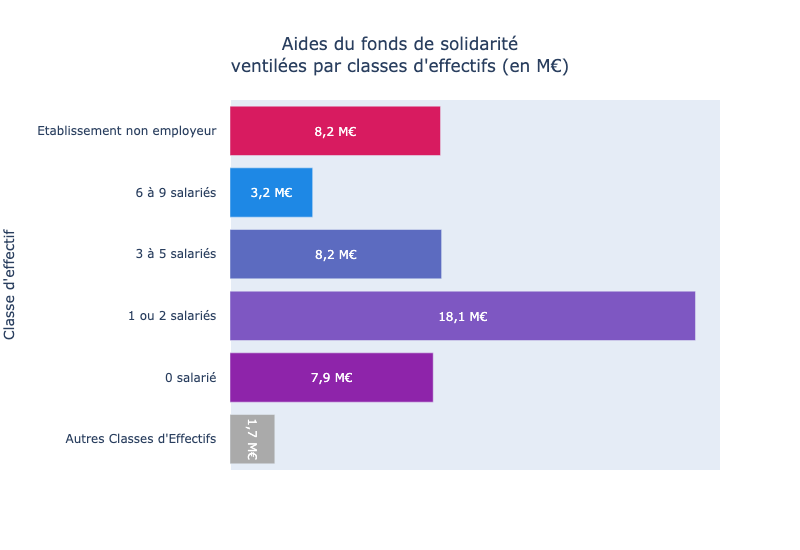 Aides du fonds de solidarité
ventilées par classes d'effectifs (en M€)
Classe d'effectif
Etablissement non employeur
8,2 M€
6 à 9 salariés
3,2 M€
3 à 5 salariés
8,2 M€
1 ou 2 salariés
18,1 M€
0 salarié
7,9 M€
Autres Classes d'Effectifs
1,7 M€